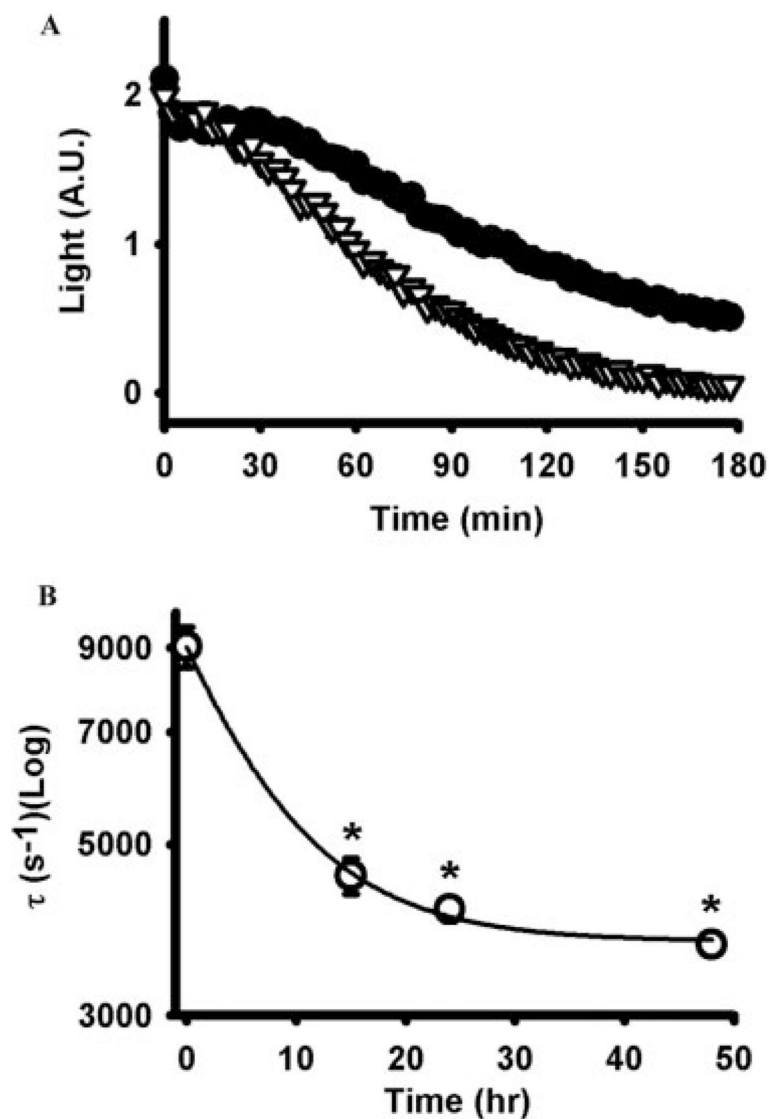 A
2
1
0
Light (A.U.)
0 30 60 90 120 150 180
Time (min)
B
9000
7000
5000
3000
τ (s-1)(Log)
*
*
*
0 10 20 30 40 50
Time (hr)